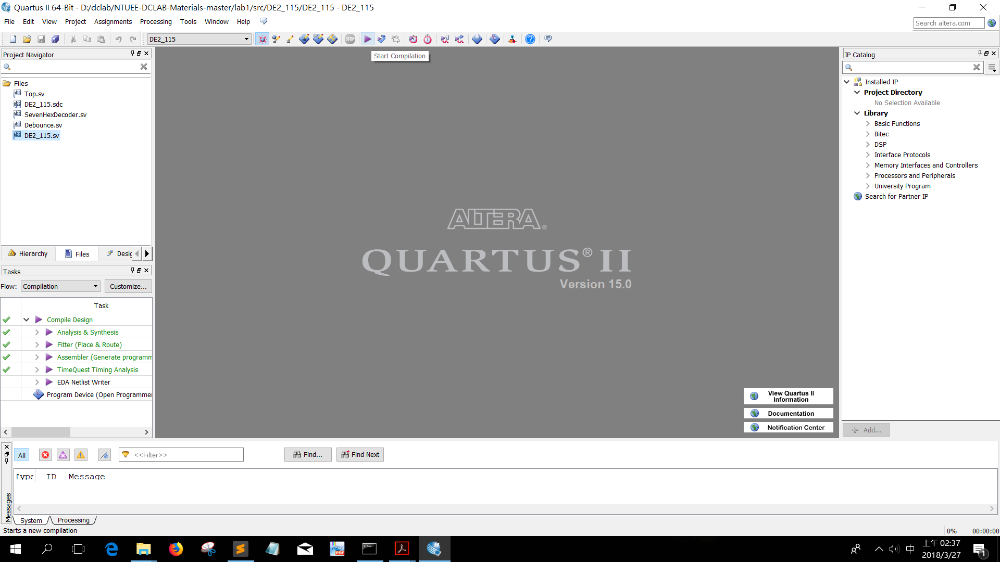 Quartus II 64-Bit - D:/dclab/NTUEE-DCLAB-Materials-master/lab1/src/DE2_115/DE2_115 - DE2_115
File Edit View Project Assignments Processing Tools Window Help
Search altera.com
DE2_115
STOP
Start Compilation
Project Navigator
Files
Top.sv
DE2_115.sdc
SevenHexDecoder.sv
Debounce.sv
DE2_115.sv
Hierarchy Files Desig
Tasks
Flow: Compilation Customize...
Task
Compile Design
Analysis & Synthesis
Fitter (Place & Route)
Assembler (Generate programm
TimeQuest Timing Analysis
EDA Netlist Writer
Program Device (Open Programmer
ALTERA®
QUARTUS® II
Version 15.0
View Quartus II
Information
Documentation
Notification Center
IP Catalog
Installed IP
Project Directory
No Selection Available
Library
Basic Functions
Bitec
DSP
Interface Protocols
Memory Interfaces and Controllers
Processors and Peripherals
University Program
Search for Partner IP
Add...
All <<Filter>> Find... Find Next
Type ID Message
Messages
System Processing
Starts a new compilation
0% 00:00:00
中
上午 02:37
2018/3/27
1